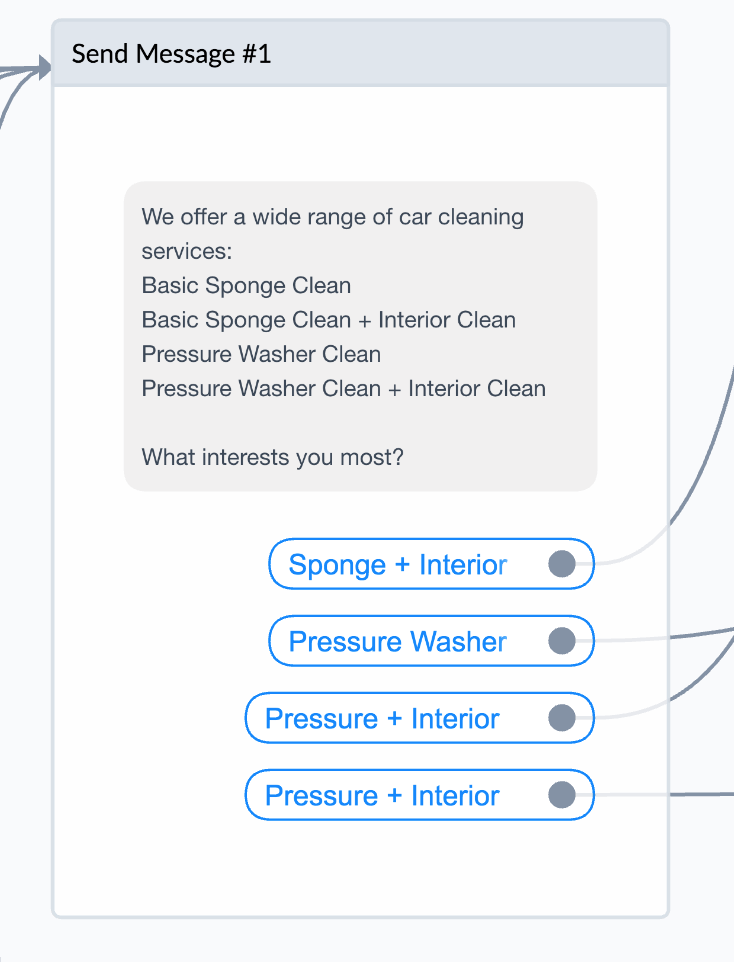 Send Message #1
We offer a wide range of car cleaning
services:
Basic Sponge Clean
Basic Sponge Clean + Interior Clean
Pressure Washer Clean
Pressure Washer Clean + Interior Clean
What interests you most?
Sponge + Interior
Pressure Washer
Pressure + Interior
Pressure + Interior